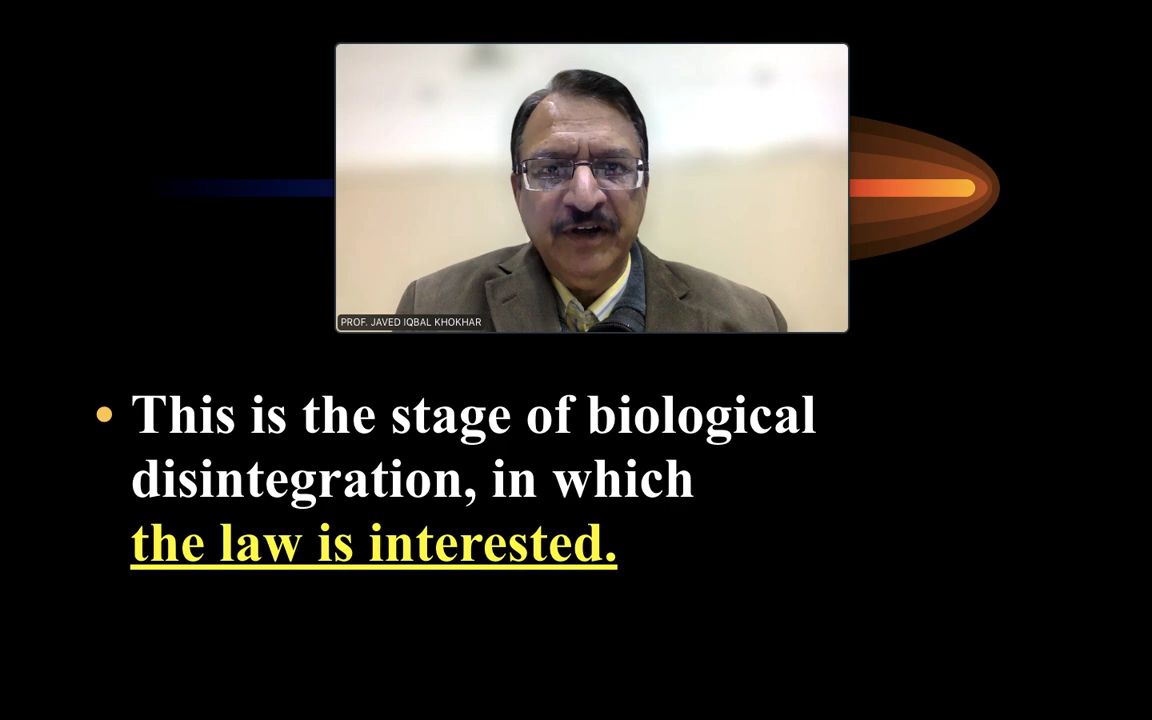 PROF. JAVED IQBAL KHOKHAR
• This is the stage of biological
disintegration, in which
the law is interested.